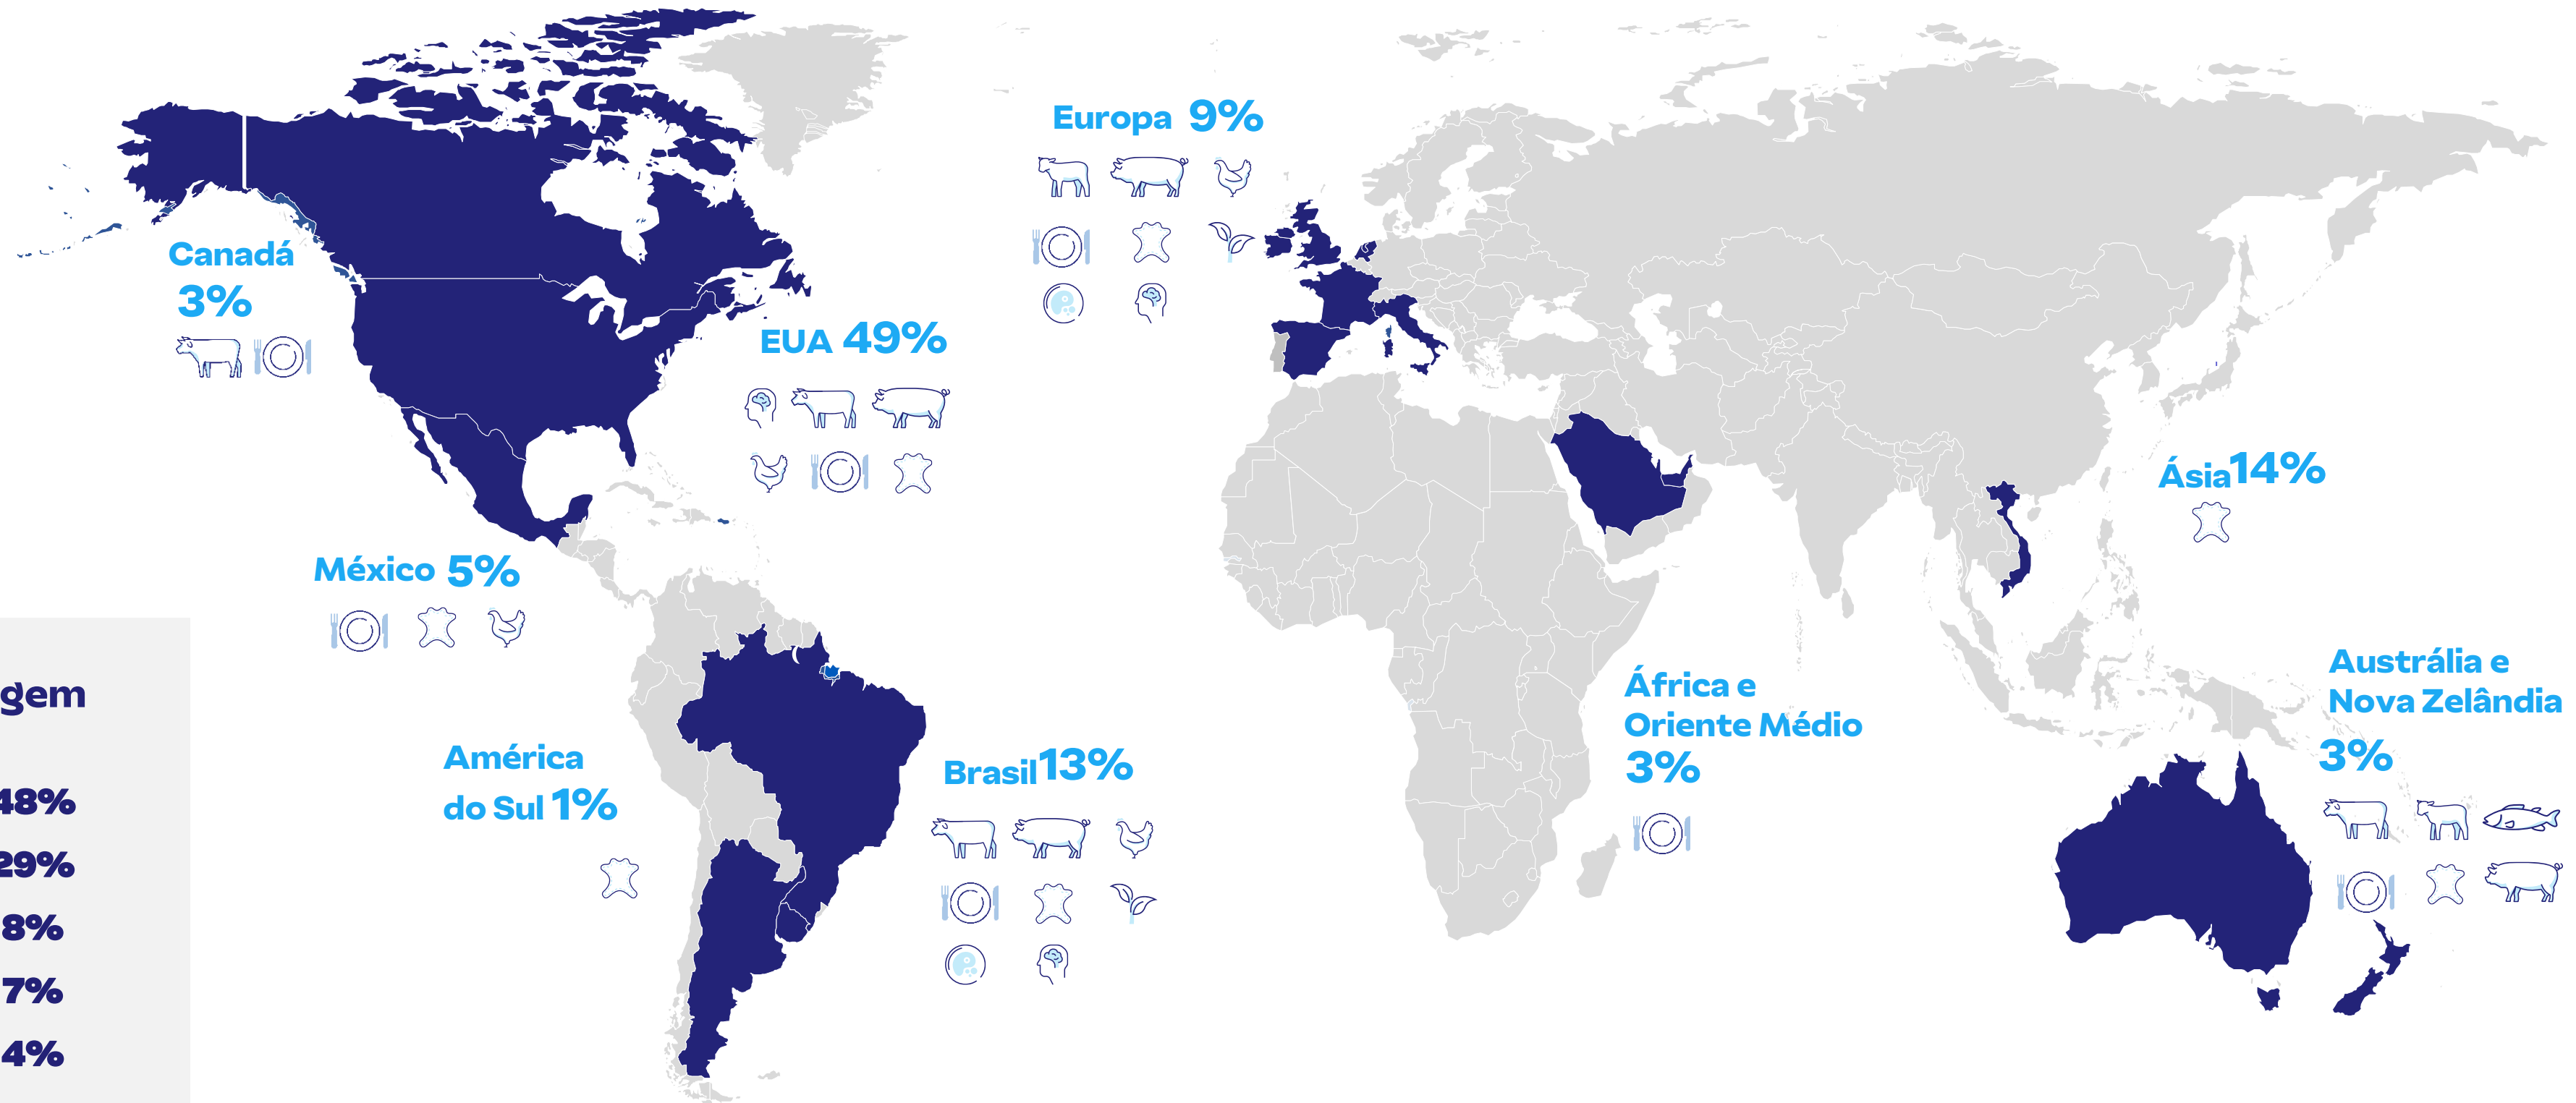 Europa 9%
Canadá
3%
EUA 49%
Ásia 14%
México 5%
África e
Oriente Médio
3%
Austrália e
Nova Zelândia
3%
América
do Sul 1%
Brasil 13%
gem
48%
29%
8%
7%
4%